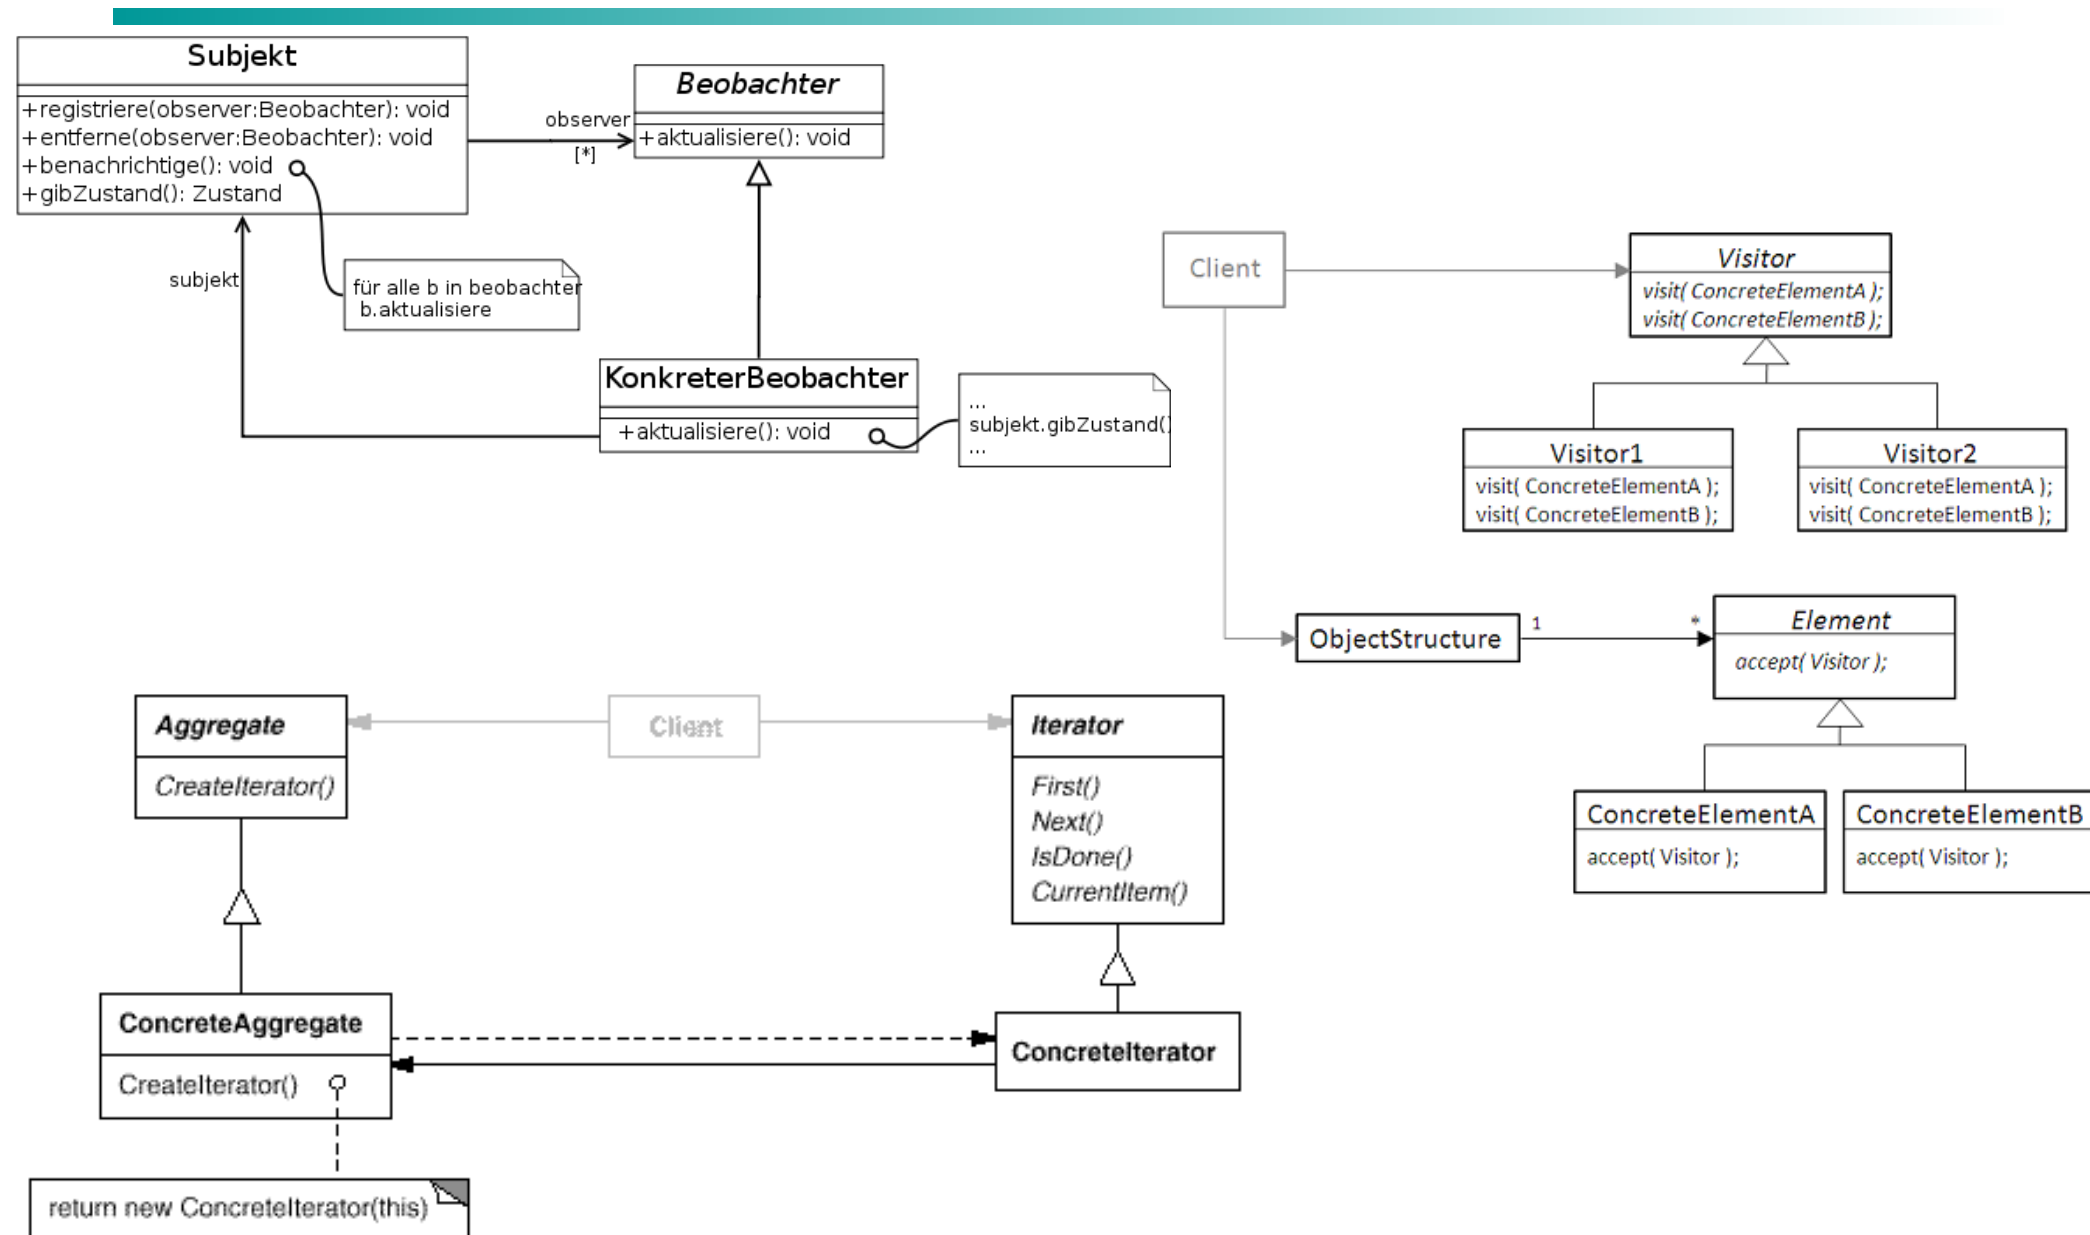 Subjekt
+registriere(observer:Beobachter): void
+entferne(observer:Beobachter): void
+benachrichtige(): void
+gibZustand(): Zustand
observer
[*]
Beobachter
+aktualisiere(): void
subjekt
für alle b in beobachter
b.aktualisiere
KonkreterBeobachter
+aktualisiere(): void
...
subjekt.gibZustand()
...
Client
Visitor
visit( ConcreteElementA );
visit( ConcreteElementB );
Visitor1
visit( ConcreteElementA );
visit( ConcreteElementB );
Visitor2
visit( ConcreteElementA );
visit( ConcreteElementB );
ObjectStructure
1
*
Element
accept( Visitor );
ConcreteElementA
accept( Visitor );
ConcreteElementB
accept( Visitor );
Aggregate
CreateIterator()
Client
Iterator
First()
Next()
IsDone()
CurrentItem()
ConcreteAggregate
CreateIterator()
ConcreteIterator
return new ConcreteIterator(this)